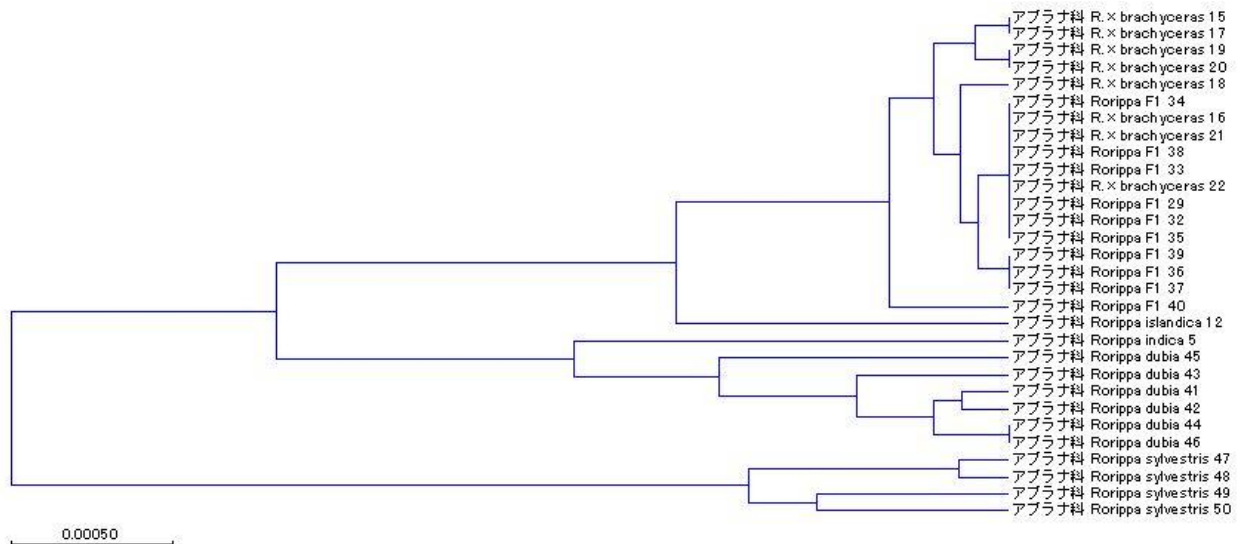 アブラナ科 R.× brachyceras 15
アブラナ科 R.× brachyceras 17
アブラナ科 R.× brachyceras 19
アブラナ科 R.× brachyceras 20
アブラナ科 R.× brachyceras 18
アブラナ科 Rorippa F1 34
アブラナ科 R.× brachyceras 16
アブラナ科 R.× brachyceras 21
アブラナ科 Rorippa F1 38
アブラナ科 Rorippa F1 33
アブラナ科 R.× brachyceras 22
アブラナ科 Rorippa F1 29
アブラナ科 Rorippa F1 32
アブラナ科 Rorippa F1 35
アブラナ科 Rorippa F1 39
アブラナ科 Rorippa F1 36
アブラナ科 Rorippa F1 37
アブラナ科 Rorippa F1 40
アブラナ科 Rorippa islandica 12
アブラナ科 Rorippa indica 5
アブラナ科 Rorippa dubia 45
アブラナ科 Rorippa dubia 43
アブラナ科 Rorippa dubia 41
アブラナ科 Rorippa dubia 42
アブラナ科 Rorippa dubia 44
アブラナ科 Rorippa dubia 46
アブラナ科 Rorippa sylvestris 47
アブラナ科 Rorippa sylvestris 48
アブラナ科 Rorippa sylvestris 49
アブラナ科 Rorippa sylvestris 50
0.00050